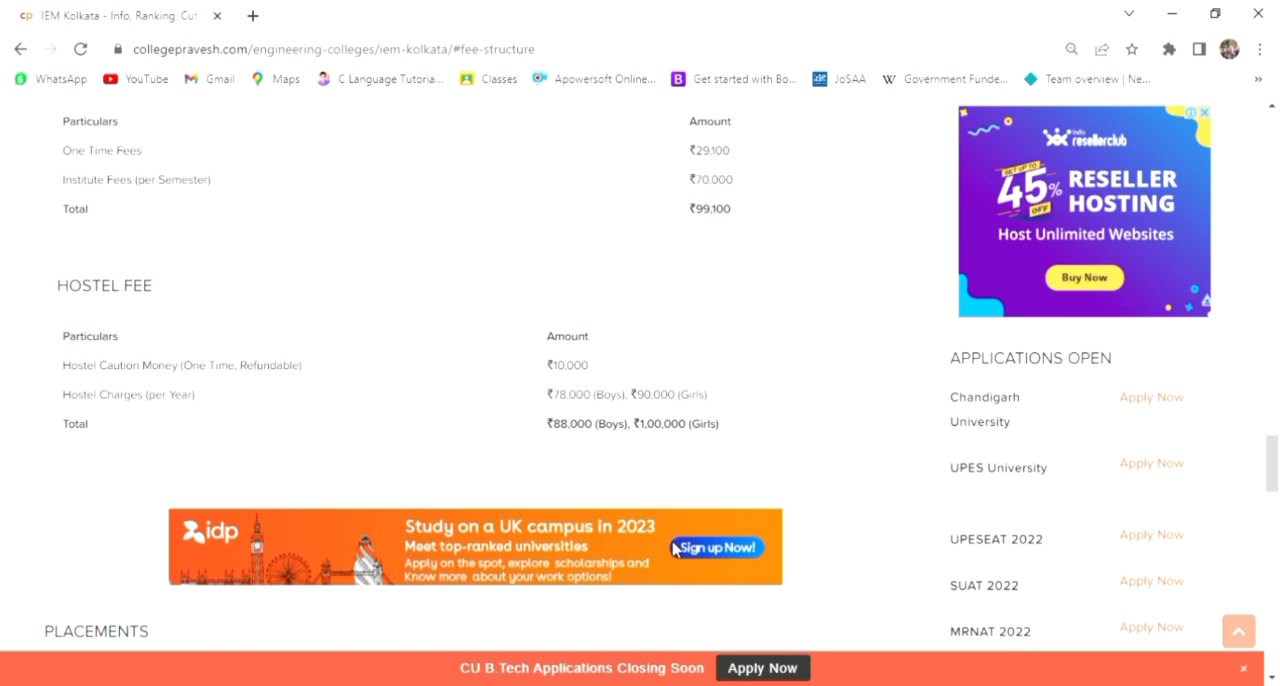 cp IEM Kolkata - Info, Ranking, Cut
collegepravesh.com/engineering-colleges/iem-kolkata/#fee-structure
WhatsApp YouTube Gmail Maps C Language Tutoria... Classes Apowersoft Online... B Get started with Bo... JoSAA W Government Funde... Team overview | Ne... »
Particulars Amount
One Time Fees ₹29,100
Institute Fees (per Semester) ₹70,000
Total ₹99,100
HOSTEL FEE
Particulars Amount
Hostel Caution Money (One Time, Refundable) ₹10,000
Hostel Charges (per Year) ₹78,000 (Boys), ₹90,000 (Girls)
Total ₹88,000 (Boys), ₹1,00,000 (Girls)
idp
Study on a UK campus in 2023
Meet top-ranked universities
Apply on the spot, explore scholarships and
Know more about your work options!
Sign up Now!
PLACEMENTS
resellerclub
GET UP TO
45% OFF
RESELLER
HOSTING
Host Unlimited Websites
Buy Now
APPLICATIONS OPEN
Chandigarh University Apply Now
UPES University Apply Now
UPESEAT 2022 Apply Now
SUAT 2022 Apply Now
MRNAT 2022 Apply Now
CU B.Tech Applications Closing Soon Apply Now ×